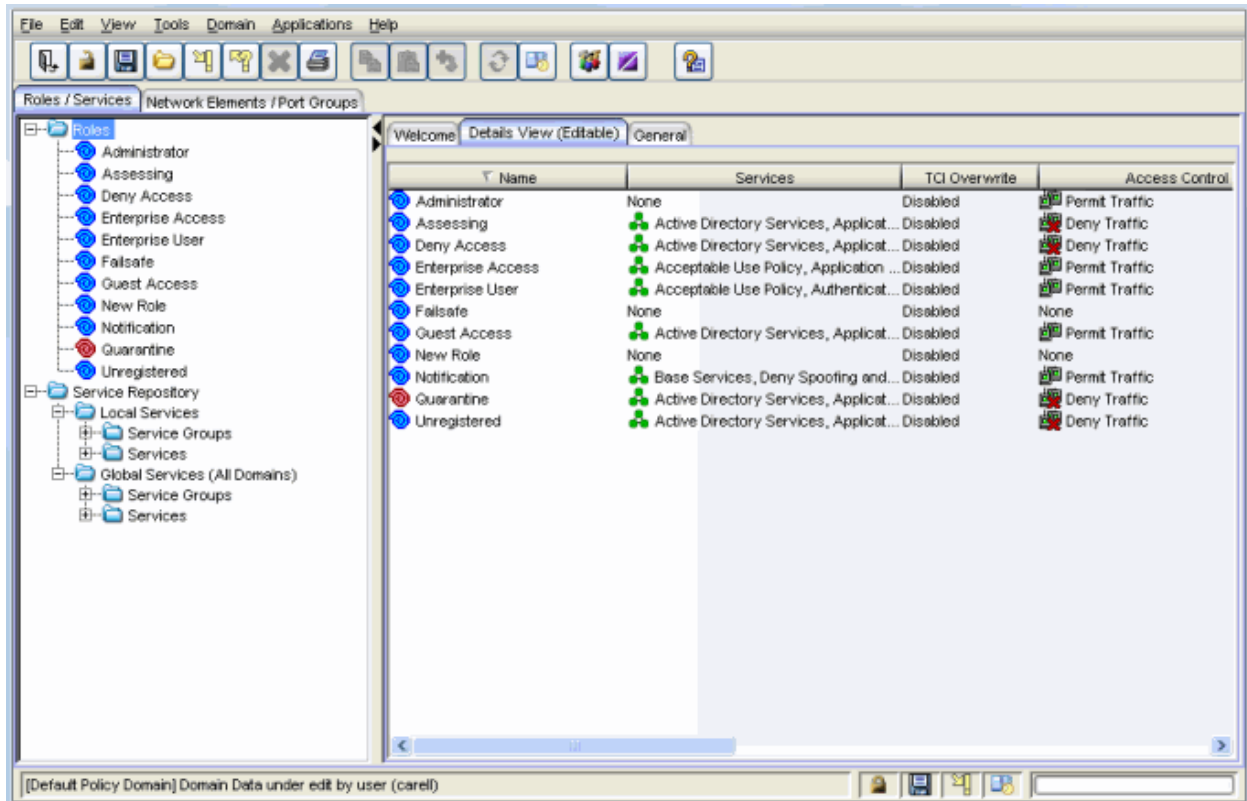 File Edit View Tools Domain Applications Help
Roles / Services Network Elements / Port Groups
Roles
Administrator
Assessing
Deny Access
Enterprise Access
Enterprise User
Failsafe
Guest Access
New Role
Notification
Quarantine
Unregistered
Service Repository
Local Services
Service Groups
Services
Global Services (All Domains)
Service Groups
Services
Welcome Details View (Editable) General
Name Services TCI Overwrite Access Control
Administrator None Disabled Permit Traffic
Assessing Active Directory Services, Applicat... Disabled Deny Traffic
Deny Access Active Directory Services, Applicat... Disabled Deny Traffic
Enterprise Access Acceptable Use Policy, Application ... Disabled Permit Traffic
Enterprise User Acceptable Use Policy, Authenticat... Disabled Permit Traffic
Failsafe None Disabled None
Guest Access Active Directory Services, Applicat... Disabled Permit Traffic
New Role None Disabled None
Notification Base Services, Deny Spoofing and... Disabled Permit Traffic
Quarantine Active Directory Services, Applicat... Disabled Deny Traffic
Unregistered Active Directory Services, Applicat... Disabled Deny Traffic
[Default Policy Domain] Domain Data under edit by user (carell)